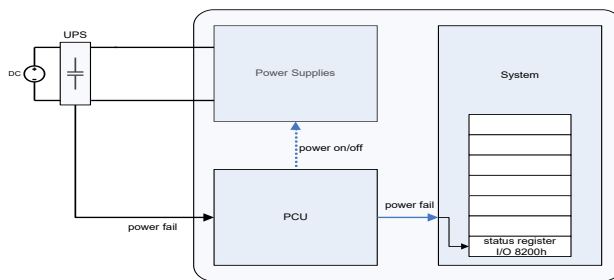 UPS
DC
Power Supplies
System
power on/off
power fail
PCU
power fail
status register
I/O 8200h